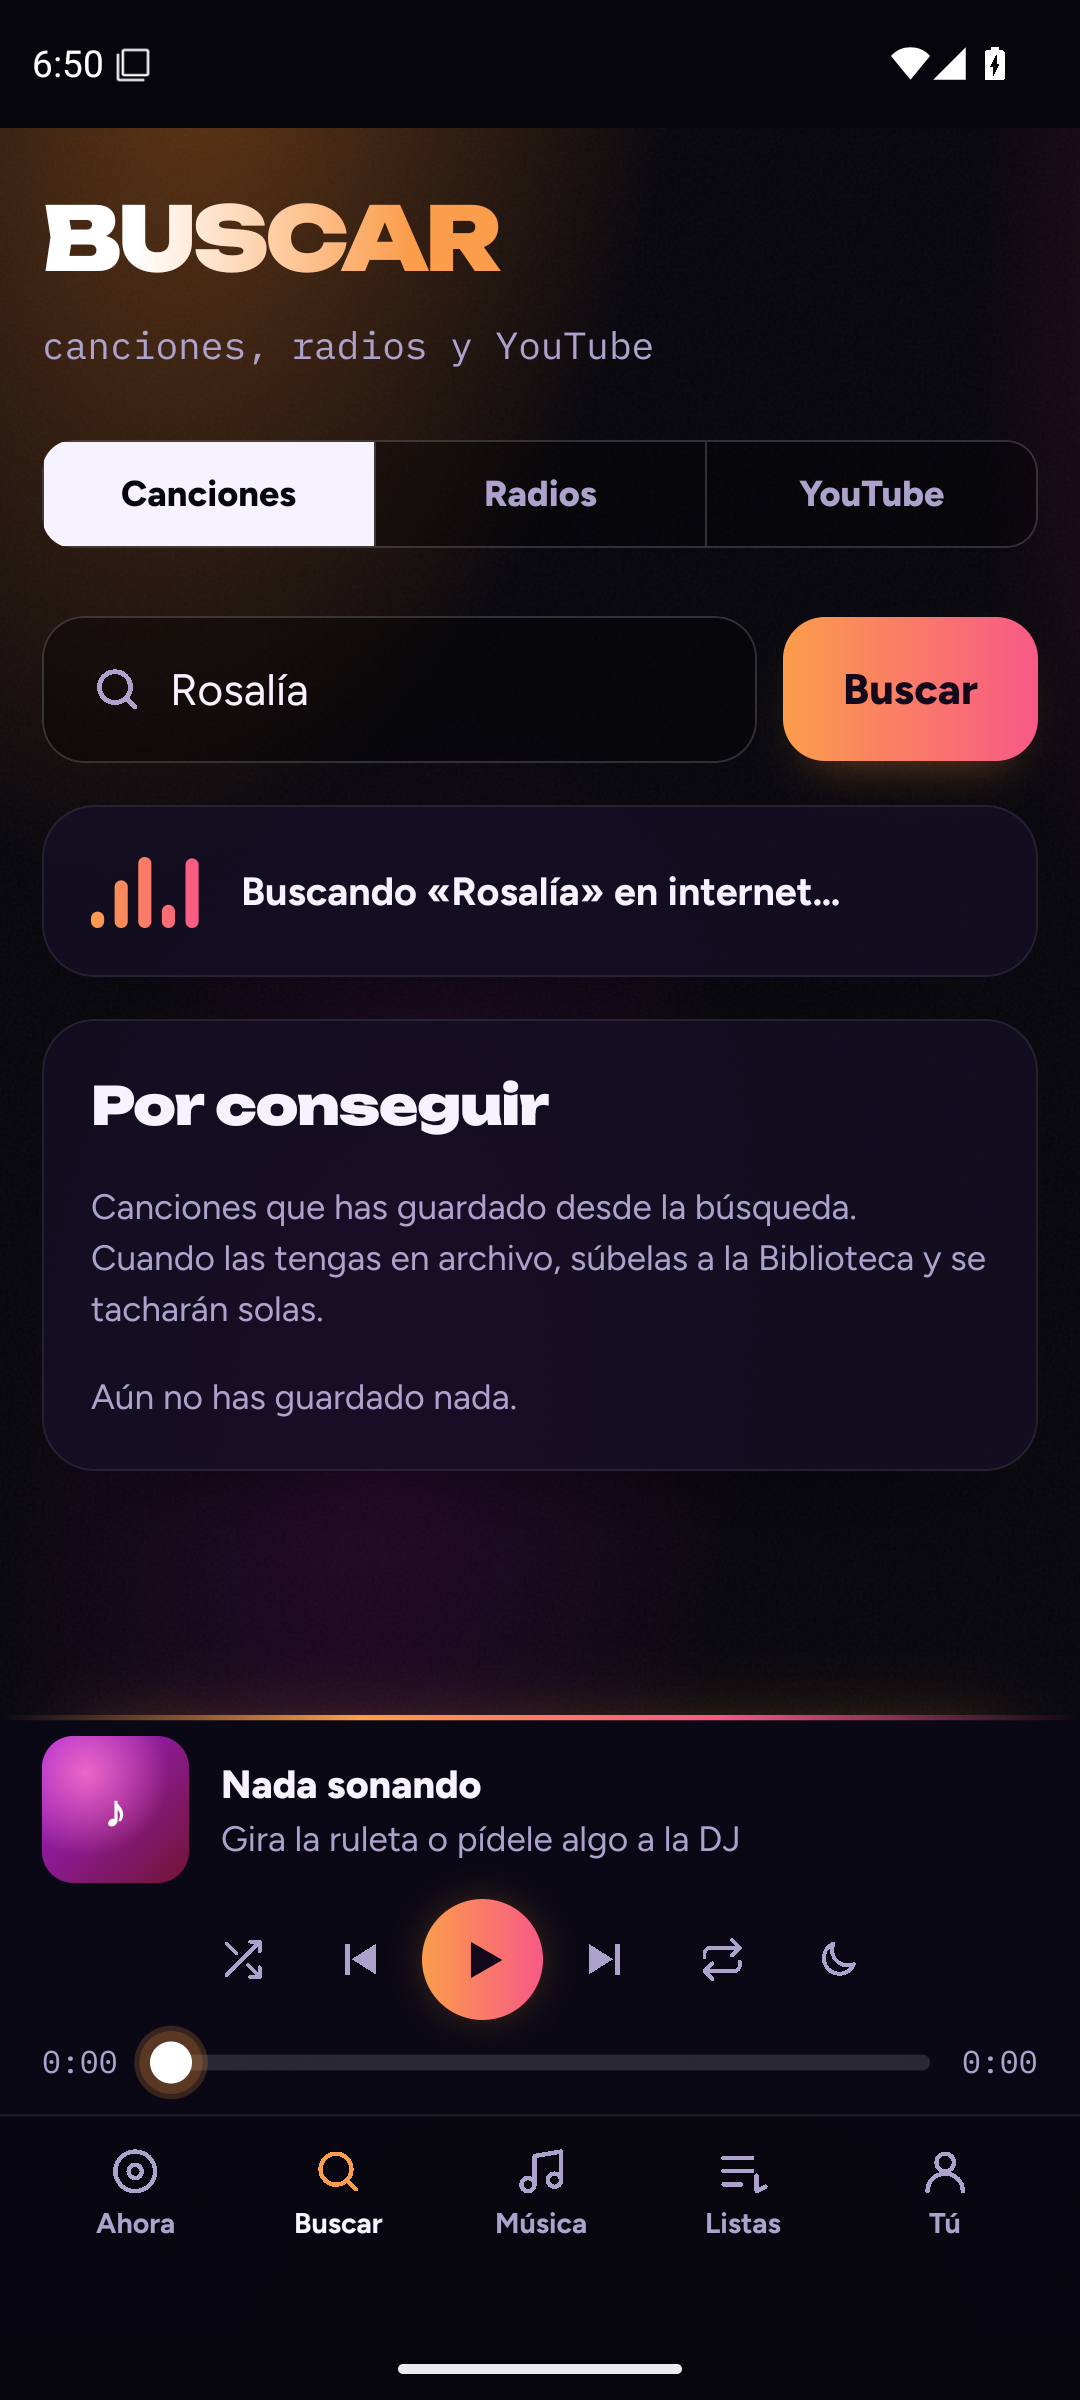 6:50
BUSCAR
canciones, radios y YouTube
Canciones
Radios
YouTube
Rosalía
Buscar
Buscando «Rosalía» en internet...
Por conseguir
Canciones que has guardado desde la búsqueda.
Cuando las tengas en archivo, súbelas a la Biblioteca y se
tacharán solas.
Aún no has guardado nada.
Nada sonando
Gira la ruleta o pídele algo a la DJ
0:00
0:00
Ahora
Buscar
Música
Listas
Tú